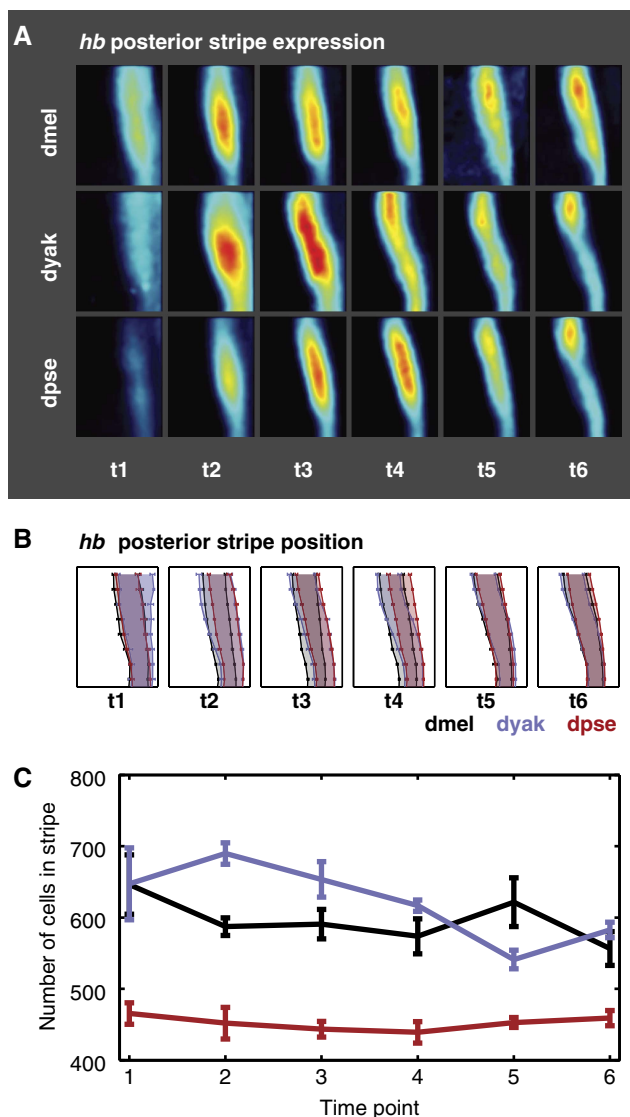 A hb posterior stripe expression
dmel
dyak
dpse
t1 t2 t3 t4 t5 t6
B hb posterior stripe position
t1 t2 t3 t4 t5 t6
dmel dyak dpse
C
Number of cells in stripe
800
700
600
450
400
1 2 3 4 5 6
Time point